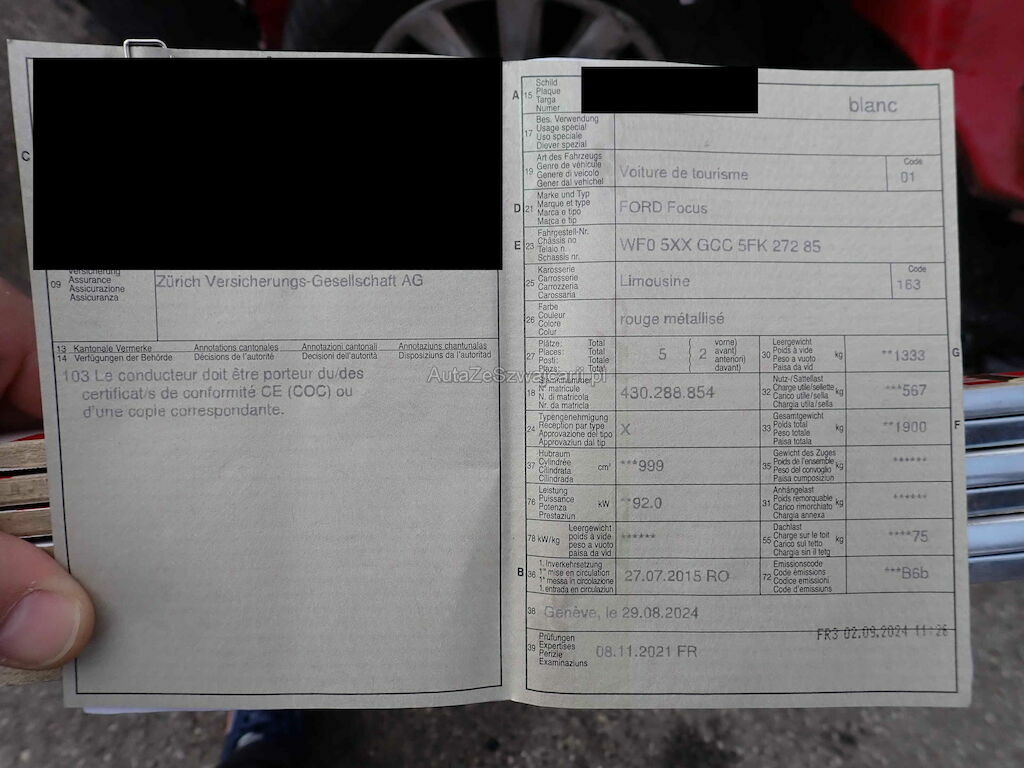 C
Versicherung
09 Assurance
Assicurazione
Assicuranza
Zürich Versicherungs-Gesellschaft AG
13 Kantonale Vermerke Annotations cantonales Annotazioni cantonali Annotaziuns chantunalas
14 Verfügungen der Behörde Décisions de l'autorité Decisioni dell'autorità Disposiziuns da l'autoritad
103 Le conducteur doit être porteur du/des
certificat/s de conformité CE (COC) ou
d'une copie correspondante.
A 15 Schild
Plaque
Targa
Numer
blanc
17 Bes. Verwendung
Usage spécial
Uso speciale
Diever spezial
19 Art des Fahrzeugs
Genre de véhicule
Genere di veicolo
Gener dal vehichel
Voiture de tourisme
Code
01
D 21 Marke und Typ
Marque et type
Marca e tipo
Marca e tip
FORD Focus
E 23 Fahrgestell-Nr.
Châssis no
Telaio n.
Schassis nr.
WF0 5XX GCC 5FK 272 85
25 Karosserie
Carrosserie
Carrozzeria
Carossaria
Limousine
Code
163
26 Farbe
Couleur
Colore
Colur
rouge métallisé
27 Plätze: Total
Places: Total
Posti: Totale
Plazs: Total
5 { 2 vorne)
avant)
anteriori)
davant)
30 Leergewicht
Poids à vide
Peso a vuoto
Paisa da vid
kg
**1333
G
AutaZeSzwajcarii.pl
18 Stammnummer
N° matricule
N. di matricola
Nr. da matricla
430.288.854
32 Nutz-/Sattellast
Charge utile/sellette
Carico utile/sella
Chargia utila/sella
kg
***567
24 Typengenehmigung
Réception par type
Approvazione del tipo
Approvaziun dal tip
X
33 Gesamtgewicht
Poids total
Peso totale
Paisa totala
kg
**1900
F
37 Hubraum
Cylindrée
Cilindrata
Cilindrada
cm³
***999
35 Gewicht des Zuges
Poids de l'ensemble
Peso del convoglio
Paisa cumposiziun
kg
******
76 Leistung
Puissance
Potenza
Prestaziun
kW
**92.0
31 Anhängelast
Poids remorquable
Carico rimorchiato
Chargia annexa
kg
******
78 kW/kg
Leergewicht
poids à vide
peso a vuoto
paisa da vid
******
55 Dachlast
Charge sur le toit
Carico sul tetto
Chargia sin il tetg
kg
****75
B 36 1. Inverkehrsetzung
1re mise en circulation
1a messa in circolazione
1. entrada en circulaziun
27.07.2015 RO
72 Emissionscode
Code émissions
Codice emissioni
Code d'emissiuns
***B6b
38 Genève, le 29.08.2024
FR3 02.09.2024 11:26
39 Prüfungen
Expertises
Perizie
Examinaziuns
08.11.2021 FR